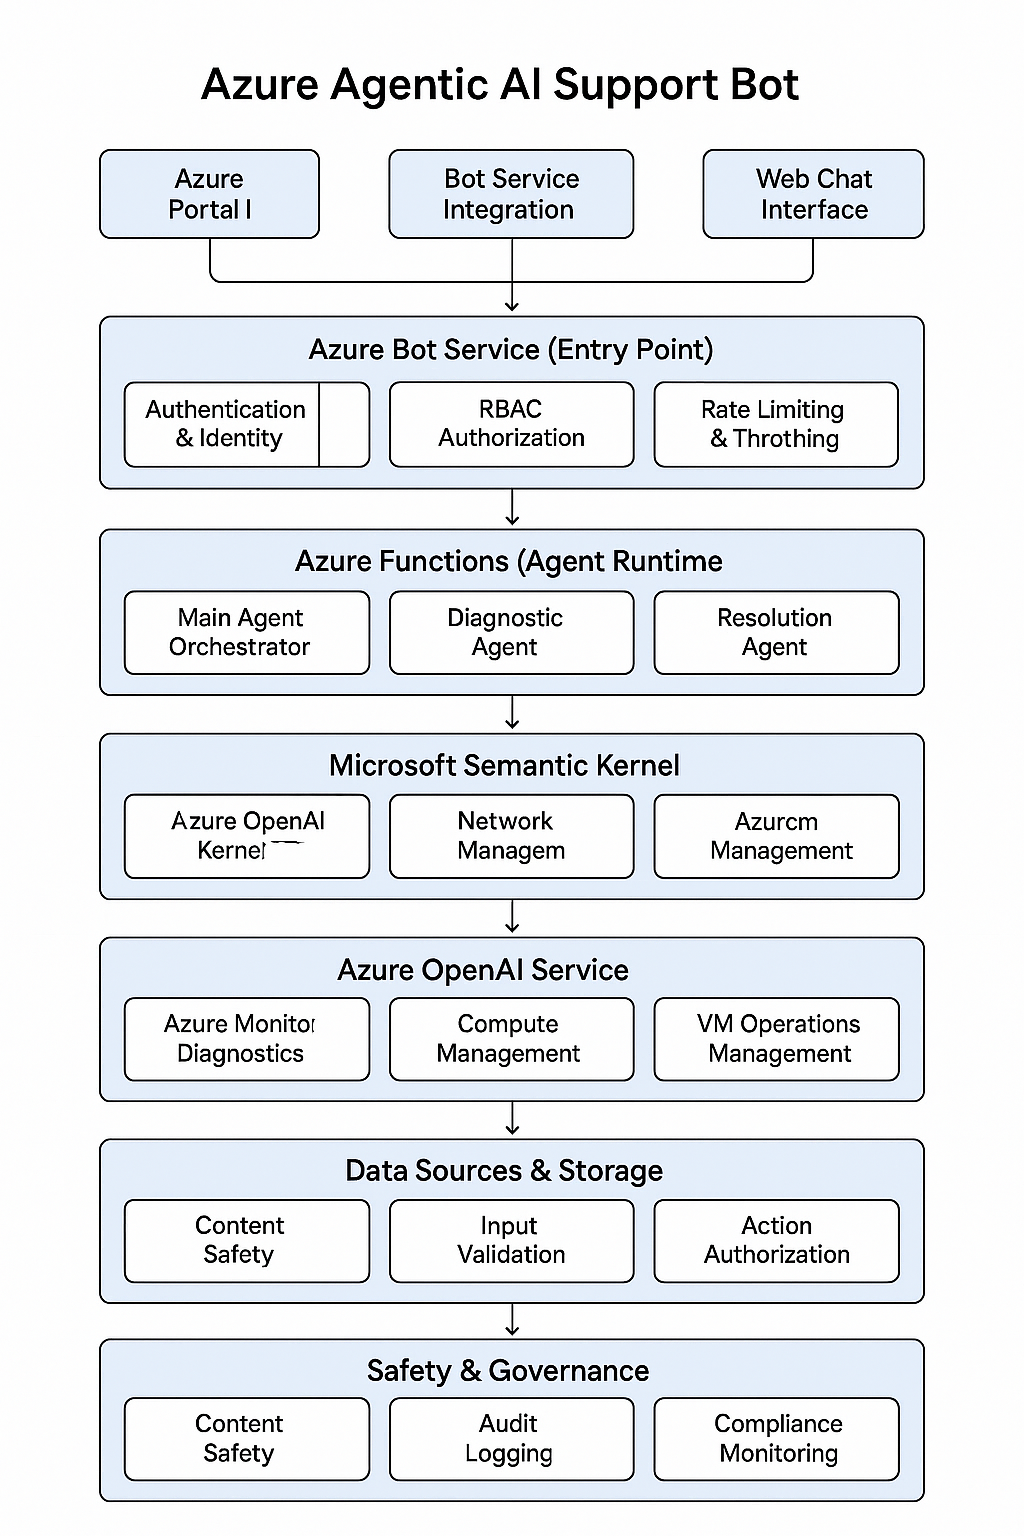 Azure Agentic AI Support Bot
Azure
Portal I
Bot Service
Integration
Web Chat
Interface
Azure Bot Service (Entry Point)
Authentication
& Identity
RBAC
Authorization
Rate Limiting
& Throthing
Azure Functions (Agent Runtime
Main Agent
Orchestrator
Diagnostic
Agent
Resolution
Agent
Microsoft Semantic Kernel
Azure OpenAI
Kernel
Network
Managem
Azurcm
Management
Azure OpenAI Service
Azure Monitor
Diagnostics
Compute
Management
VM Operations
Management
Data Sources & Storage
Content
Safety
Input
Validation
Action
Authorization
Safety & Governance
Content
Safety
Audit
Logging
Compliance
Monitoring